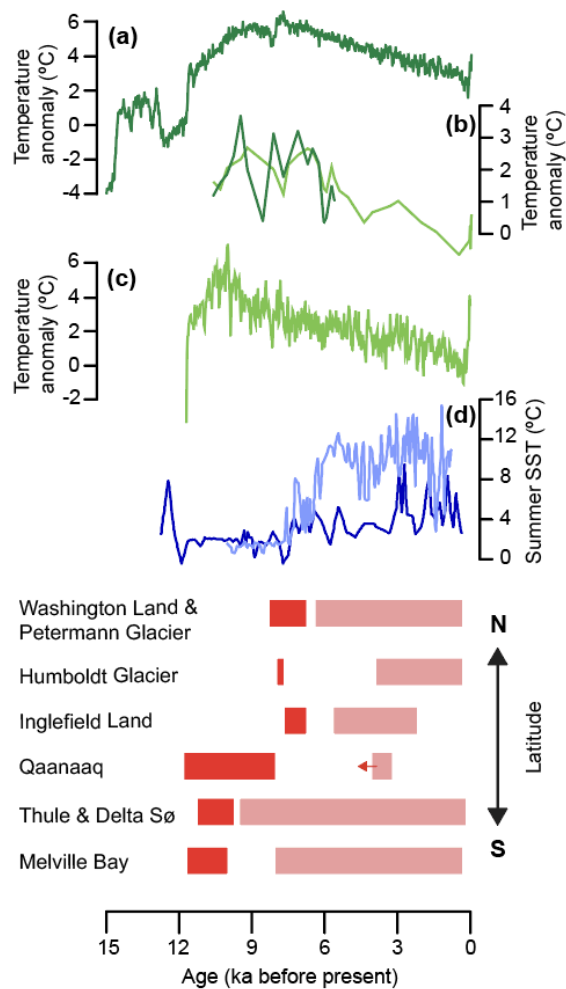 (a)
Temperature
anomaly (ºC)
6
4
2
0
-2
-4
(b)
4
3
2
1
0
Temperature
anomaly (ºC)
(c)
Temperature
anomaly (ºC)
6
4
2
0
-2
(d)
16
12
8
4
0
Summer SST (ºC)
Washington Land &
Petermann Glacier
Humboldt Glacier
Inglefield Land
Qaanaaq
Thule & Delta Sø
Melville Bay
N
Latitude
S
15 12 9 6 3 0
Age (ka before present)